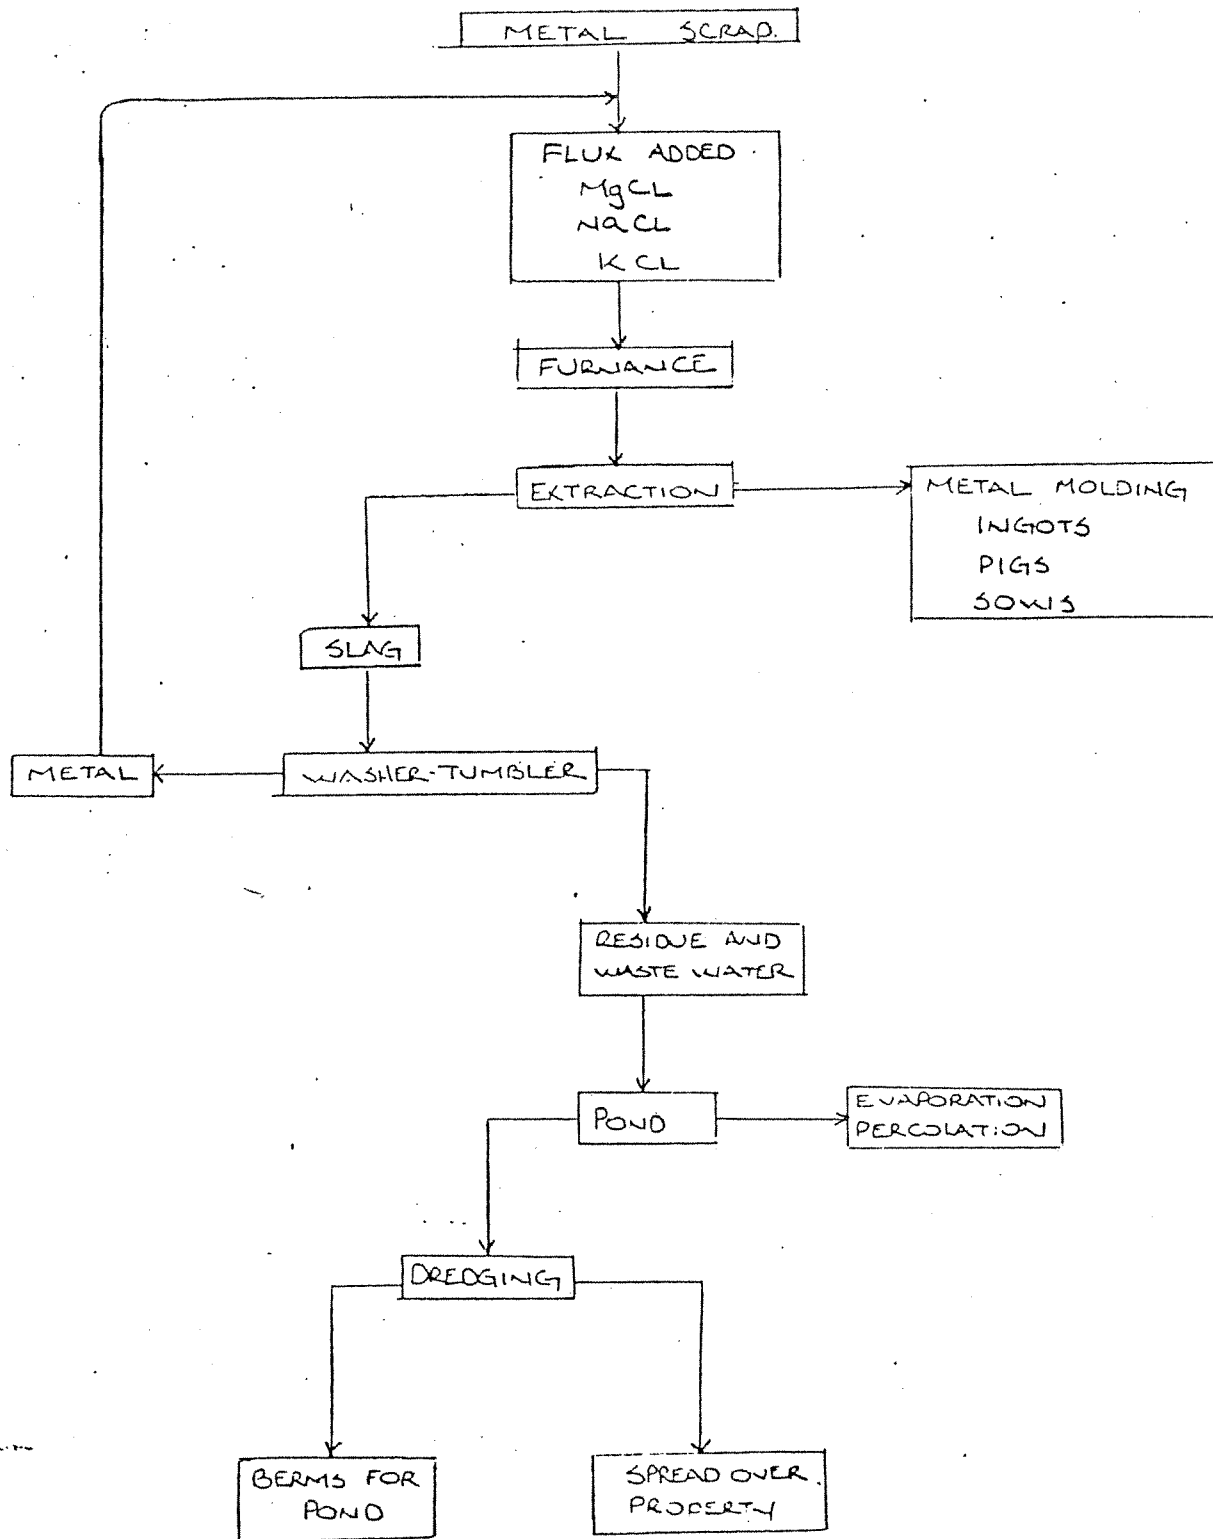 METAL SCRAP.
FLUX ADDED
MgCL
NaCL
KCL
FURNANCE
EXTRACTION
METAL MOLDING
INGOTS
PIGS
SOWS
SLAG
METAL
WASHER-TUMBLER
RESIDUE AND
WASTE WATER
POND
EVAPORATION
PERCOLATION
DREDGING
BERMS FOR
POND
SPREAD OVER
PROPERTY